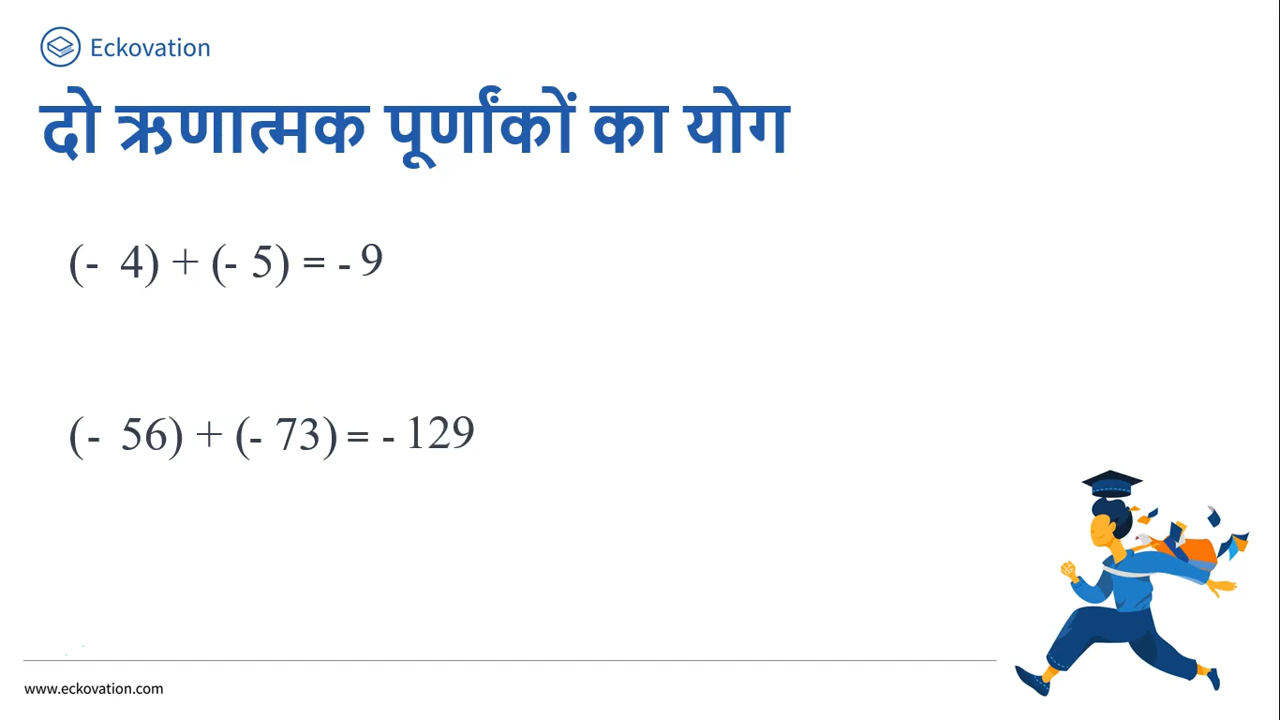 Eckovation
दो ऋणात्मक पूर्णांकों का योग
(- 4) + (- 5) = - 9
(- 56) + (- 73) = - 129
www.eckovation.com